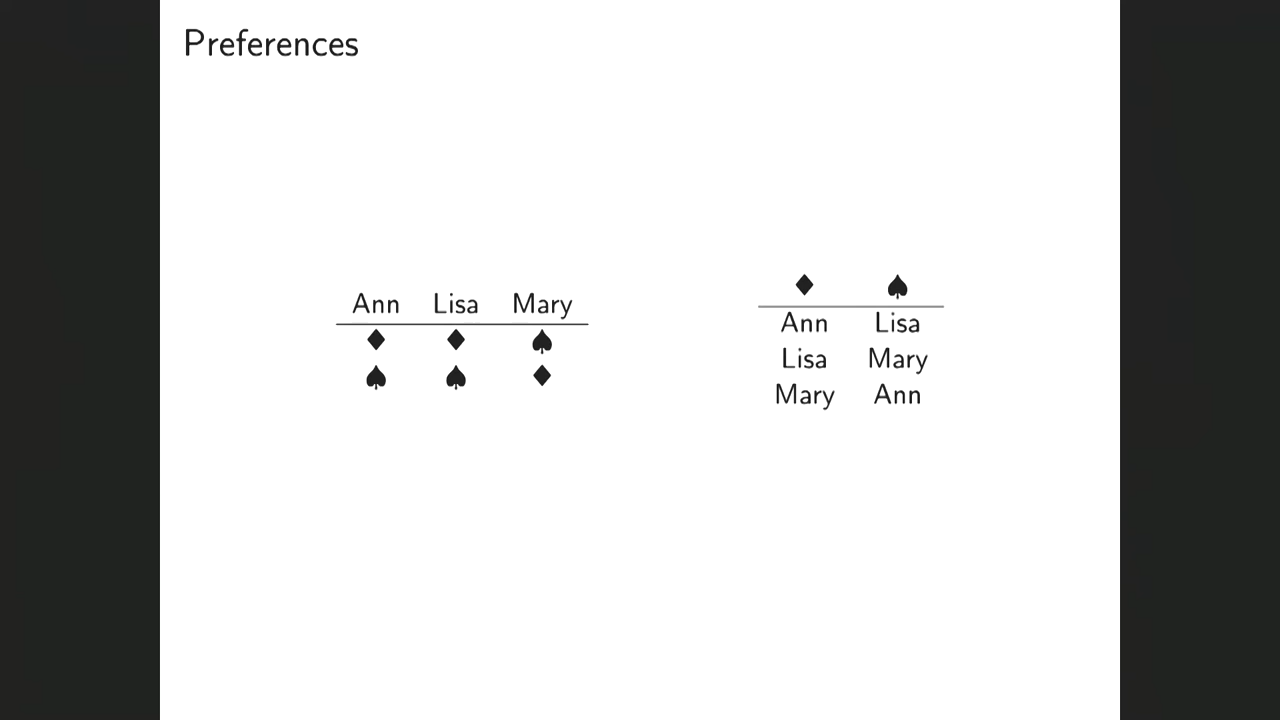 Preferences
Ann Lisa Mary
♦ ♦ ♠
♠ ♠ ♦
♦ ♠
Ann Lisa
Lisa Mary
Mary Ann